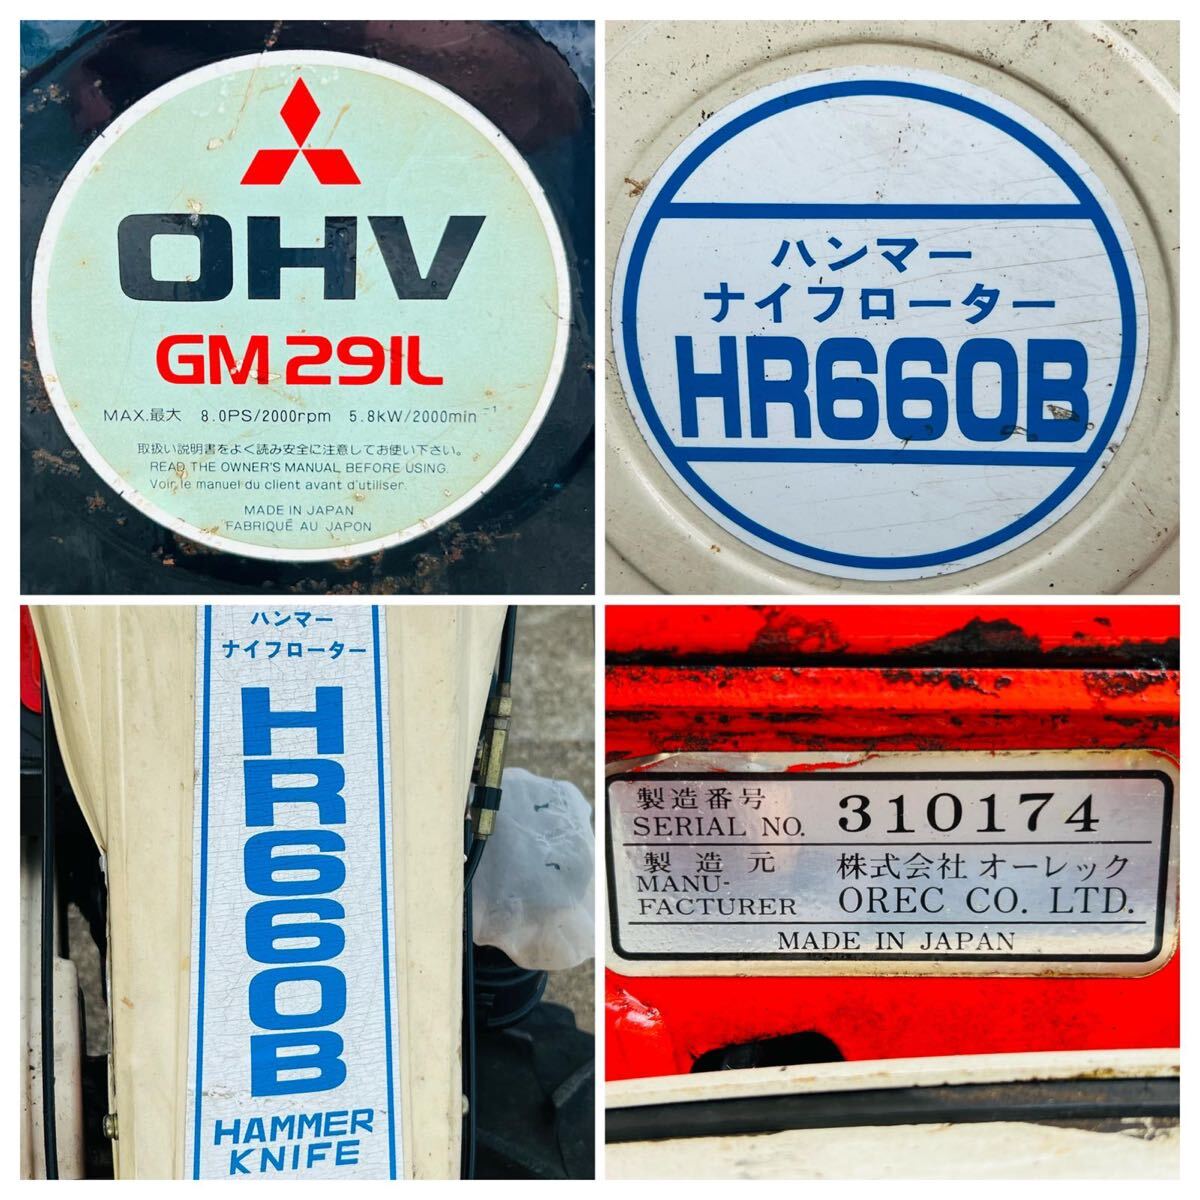 OHV
GM291L
MAX.最大 8.0PS/2000rpm 5.8kW/2000min⁻¹
取扱い説明書をよく読み安全に注意してお使い下さい。
READ THE OWNER'S MANUAL BEFORE USING.
Voir le manuel du client avant d'utiliser.
MADE IN JAPAN
FABRIQUÉ AU JAPON
ハンマー
ナイフローター
HR660B
ハンマー
ナイフローター
HR660B
HAMMER
KNIFE
製造番号
SERIAL NO. 310174
製造元 株式会社 オーレック
MANU-
FACTURER OREC CO. LTD.
MADE IN JAPAN